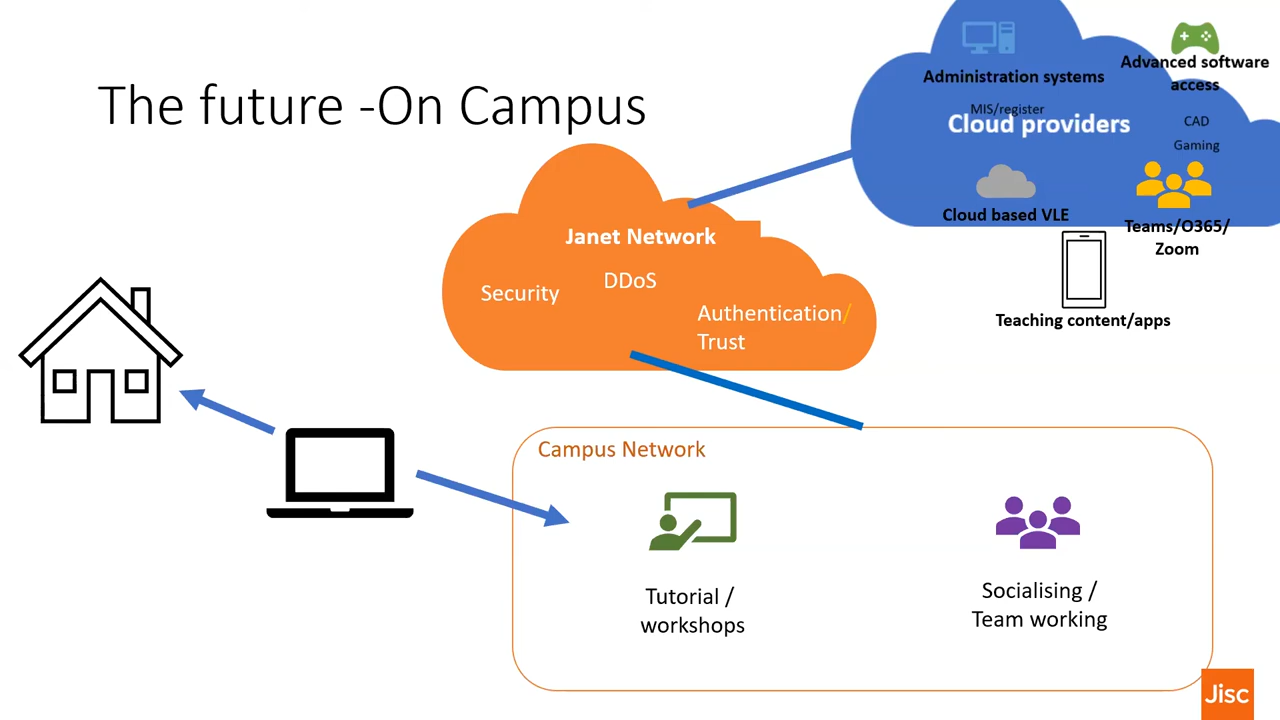 The future -On Campus
Administration systems
MIS/register
Cloud providers
Advanced software
access
CAD
Gaming
Cloud based VLE
Teams/O365/
Zoom
Teaching content/apps
Janet Network
Security
DDoS
Authentication/
Trust
Campus Network
Tutorial /
workshops
Socialising /
Team working
Jisc